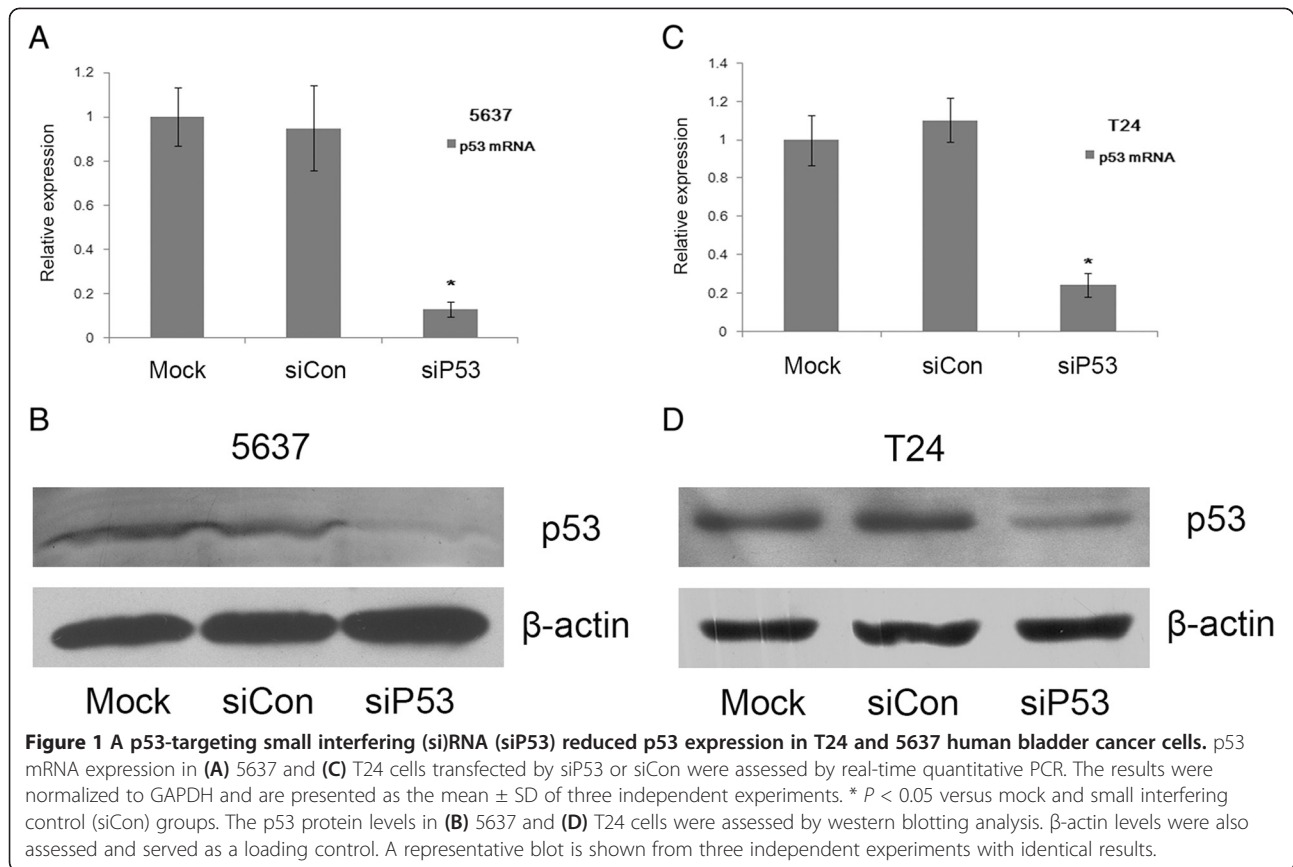 A
1.2
1
0.8
0.6
0.4
0.2
0
Relative expression
5637
p53 mRNA
*
Mock siCon siP53
C
1.4
1.2
1
0.8
0.6
0.4
0.2
0
Relative expression
T24
p53 mRNA
*
Mock siCon siP53
B
5637
p53
β-actin
Mock siCon siP53
D
T24
p53
β-actin
Mock siCon siP53
Figure 1 A p53-targeting small interfering (si)RNA (siP53) reduced p53 expression in T24 and 5637 human bladder cancer cells. p53
mRNA expression in (A) 5637 and (C) T24 cells transfected by siP53 or siCon were assessed by real-time quantitative PCR. The results were
normalized to GAPDH and are presented as the mean ± SD of three independent experiments. * P < 0.05 versus mock and small interfering
control (siCon) groups. The p53 protein levels in (B) 5637 and (D) T24 cells were assessed by western blotting analysis. β-actin levels were also
assessed and served as a loading control. A representative blot is shown from three independent experiments with identical results.